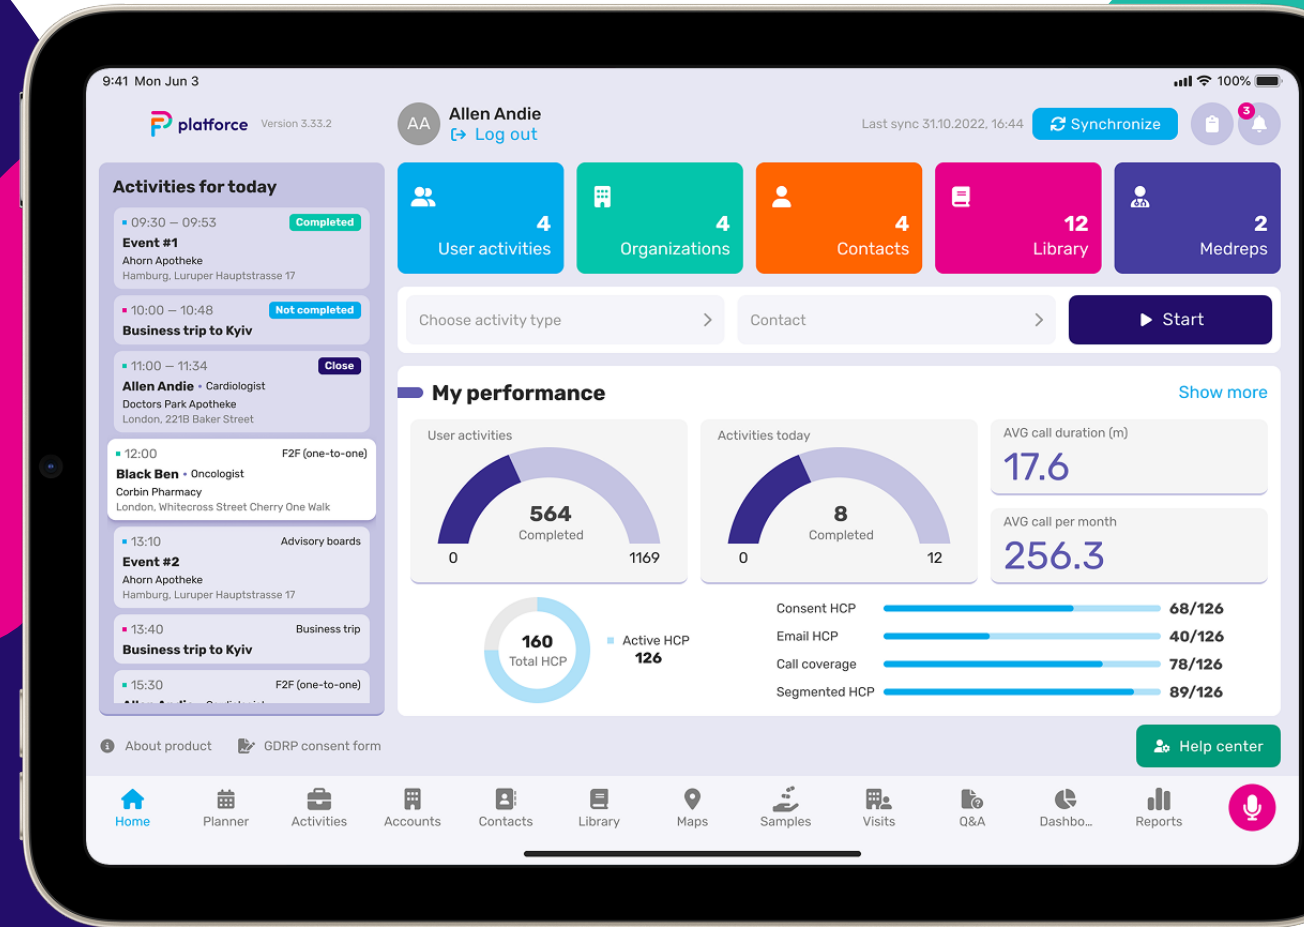 9:41 Mon Jun 3
100%
platforce Version 3.33.2
AA
Allen Andie
Log out
Last sync 31.10.2022, 16:44
Synchronize
3
Activities for today
09:30 — 09:53 Completed
Event #1
Ahorn Apotheke
Hamburg, Luruper Hauptstrasse 17
10:00 — 10:48 Not completed
Business trip to Kyiv
11:00 — 11:34 Close
Allen Andie • Cardiologist
Doctors Park Apotheke
London, 221B Baker Street
12:00 F2F (one-to-one)
Black Ben • Oncologist
Corbin Pharmacy
London, Whitecross Street Cherry One Walk
13:10 Advisory boards
Event #2
Ahorn Apotheke
Hamburg, Luruper Hauptstrasse 17
13:40 Business trip
Business trip to Kyiv
15:30 F2F (one-to-one)
4
User activities
4
Organizations
4
Contacts
12
Library
2
Medreps
Choose activity type
Contact
Start
My performance
Show more
User activities
564
Completed
0 1169
Activities today
8
Completed
0 12
AVG call duration (m)
17.6
AVG call per month
256.3
160
Total HCP
Active HCP
126
Consent HCP 68/126
Email HCP 40/126
Call coverage 78/126
Segmented HCP 89/126
About product
GDRP consent form
Help center
Home
Planner
Activities
Accounts
Contacts
Library
Maps
Samples
Visits
Q&A
Dashbo...
Reports